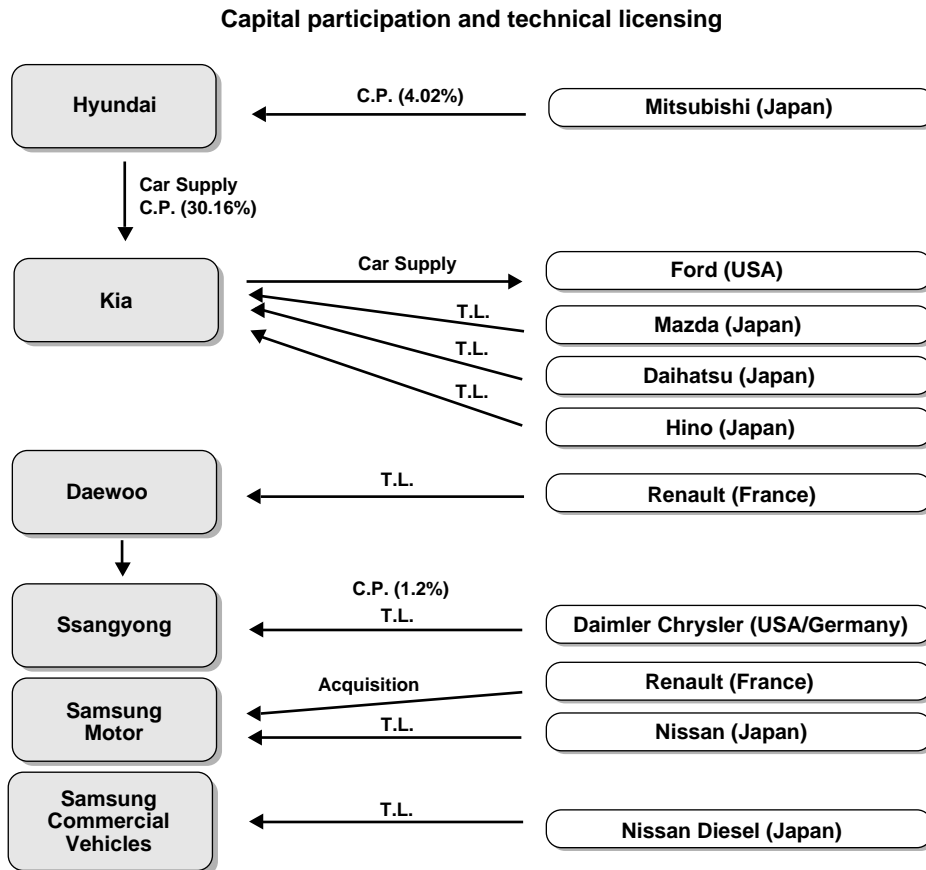 Capital participation and technical licensing
Hyundai
C.P. (4.02%)
Mitsubishi (Japan)
Car Supply
C.P. (30.16%)
Kia
Car Supply
Ford (USA)
T.L.
Mazda (Japan)
T.L.
Daihatsu (Japan)
T.L.
Hino (Japan)
Daewoo
T.L.
Renault (France)
Ssangyong
C.P. (1.2%)
T.L.
Daimler Chrysler (USA/Germany)
Samsung
Motor
Acquisition
Renault (France)
T.L.
Nissan (Japan)
Samsung
Commercial
Vehicles
T.L.
Nissan Diesel (Japan)